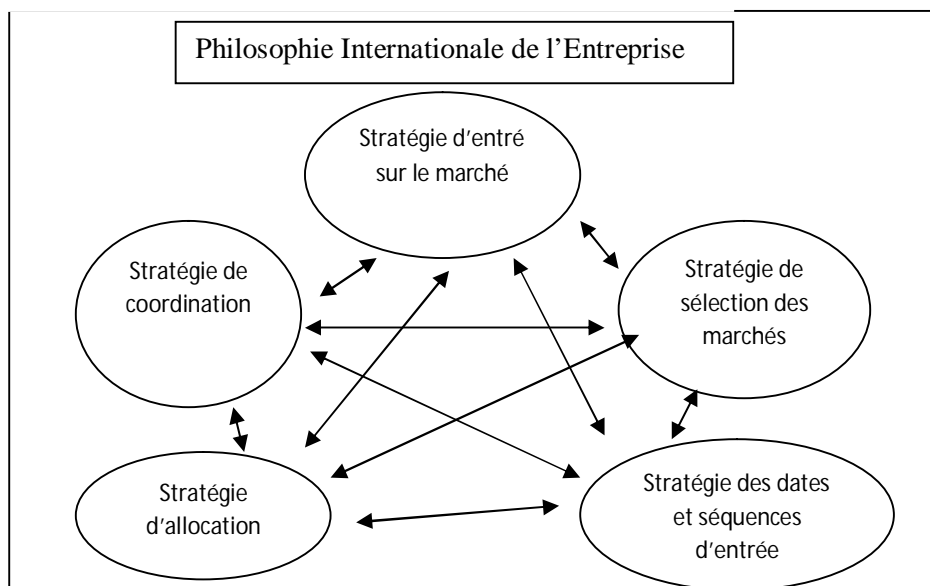 Philosophie Internationale de l'Entreprise
Stratégie d'entré
sur le marché
Stratégie de
coordination
Stratégie de
sélection des
marchés
Stratégie
d'allocation
Stratégie des dates
et séquences
d'entrée